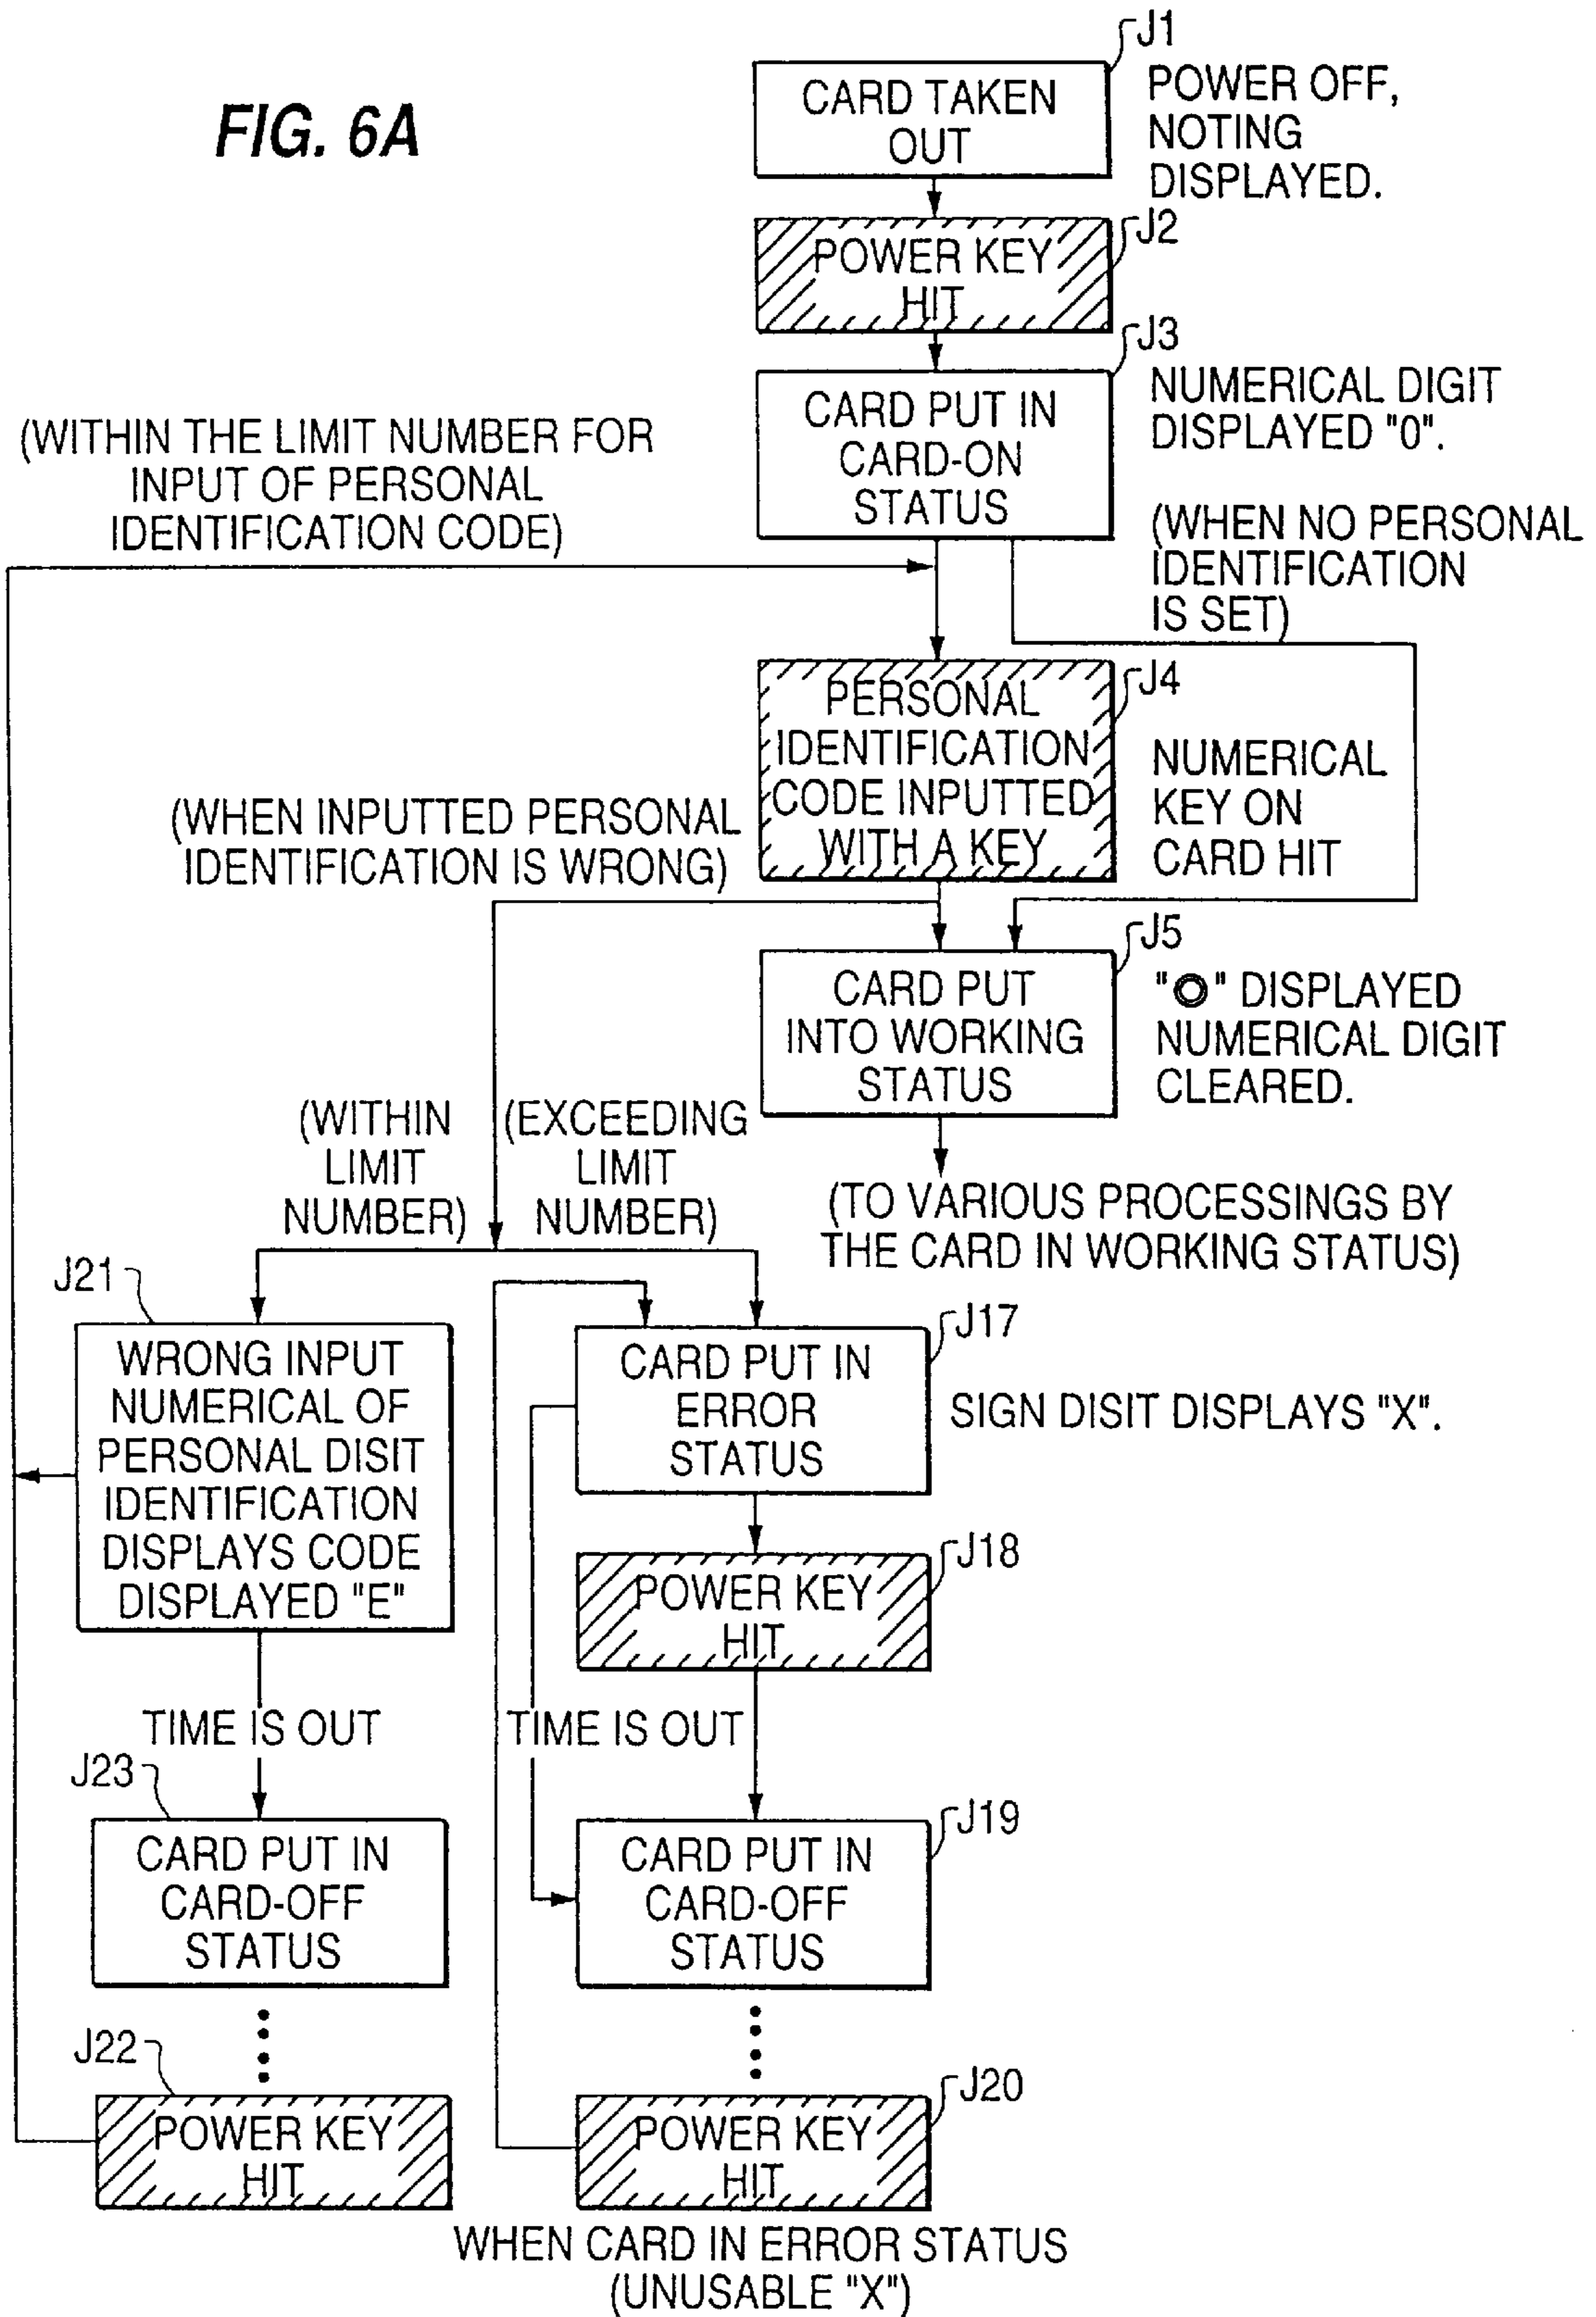 FIG. 6A
J1
CARD TAKEN
OUT
POWER OFF,
NOTING
DISPLAYED.
J2
POWER KEY
HIT
J3
CARD PUT IN
CARD-ON
STATUS
NUMERICAL DIGIT
DISPLAYED "0".
(WITHIN THE LIMIT NUMBER FOR
INPUT OF PERSONAL
IDENTIFICATION CODE)
(WHEN NO PERSONAL
IDENTIFICATION
IS SET)
J4
PERSONAL
IDENTIFICATION
CODE INPUTTED
WITH A KEY
NUMERICAL
KEY ON
CARD HIT
(WHEN INPUTTED PERSONAL
IDENTIFICATION IS WRONG)
J5
CARD PUT
INTO WORKING
STATUS
"◎" DISPLAYED
NUMERICAL DIGIT
CLEARED.
(WITHIN
LIMIT
NUMBER)
(EXCEEDING
LIMIT
NUMBER)
(TO VARIOUS PROCESSINGS BY
THE CARD IN WORKING STATUS)
J21
WRONG INPUT
NUMERICAL OF
PERSONAL DISIT
IDENTIFICATION
DISPLAYS CODE
DISPLAYED "E"
J17
CARD PUT IN
ERROR
STATUS
SIGN DISIT DISPLAYS "X".
J18
POWER KEY
HIT
TIME IS OUT
TIME IS OUT
J23
CARD PUT IN
CARD-OFF
STATUS
J19
CARD PUT IN
CARD-OFF
STATUS
J22
POWER KEY
HIT
J20
POWER KEY
HIT
WHEN CARD IN ERROR STATUS
(UNUSABLE "X")